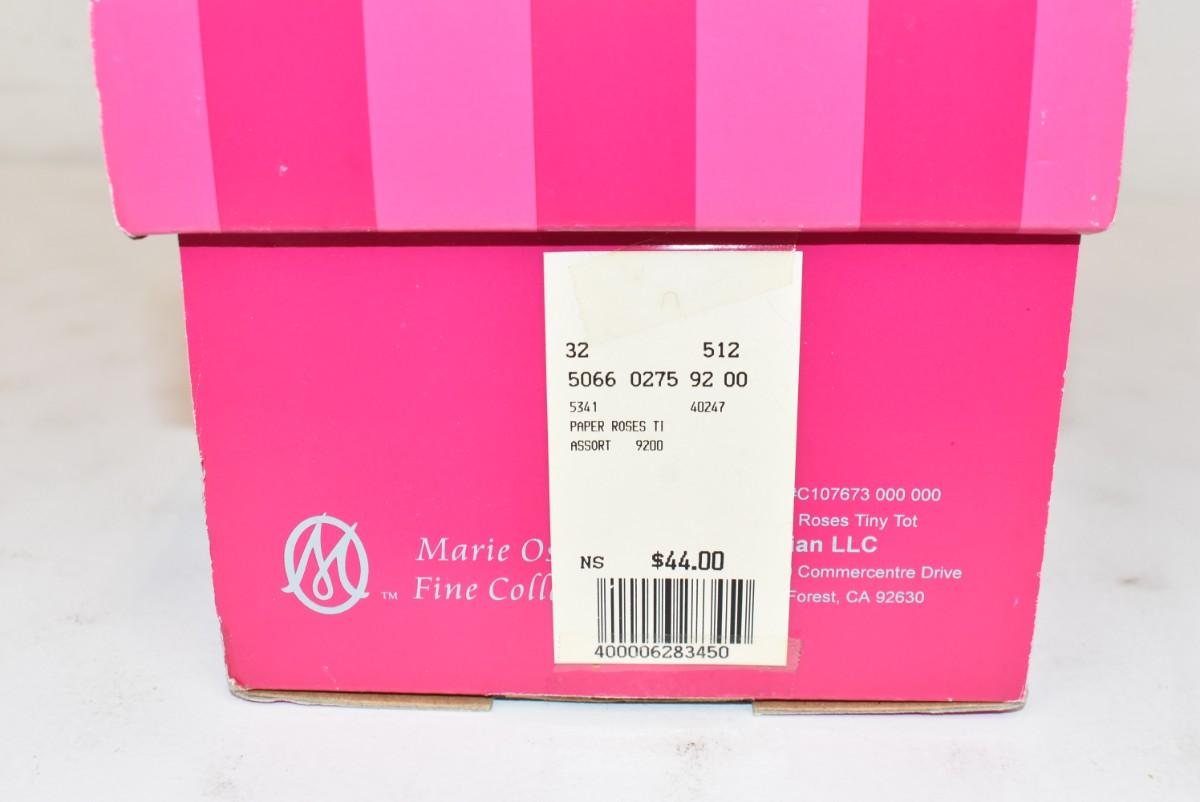 32 512
5066 0275 92 00
5341 40247
PAPER ROSES TI
ASSORT 9200
NS $44.00
400006283450
M
Marie Os
Fine Coll
TM
C107673 000 000
Roses Tiny Tot
ian LLC
Commercentre Drive
Forest, CA 92630